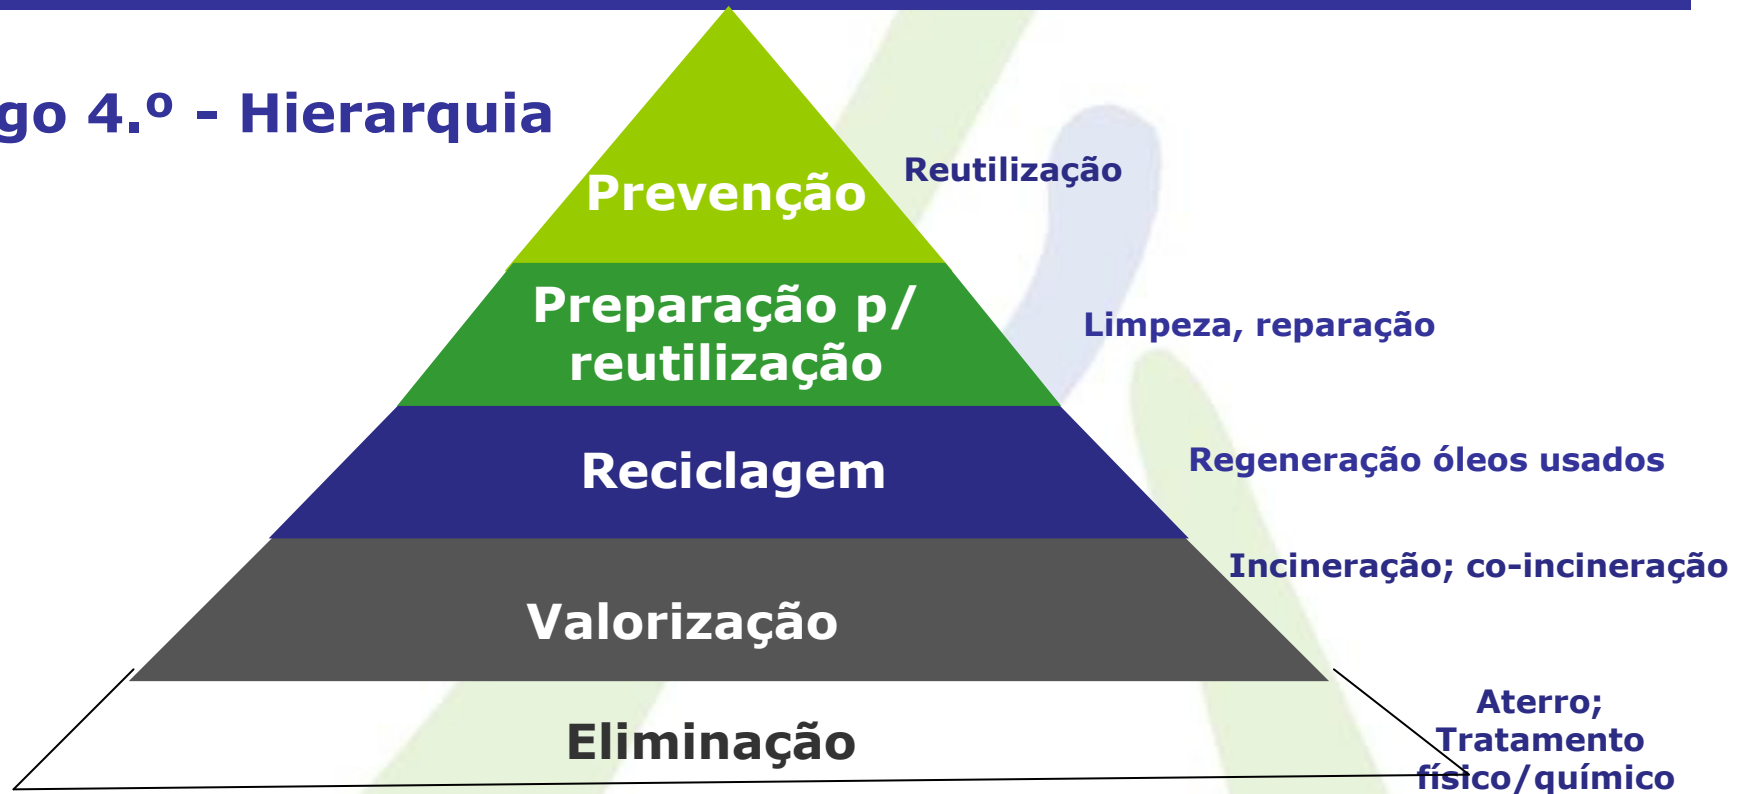 go 4.º - Hierarquia
Prevenção
Reutilização
Preparação p/
reutilização
Limpeza, reparação
Reciclagem
Regeneração óleos usados
Valorização
Incineração; co-incineração
Eliminação
Aterro;
Tratamento
físico/químico